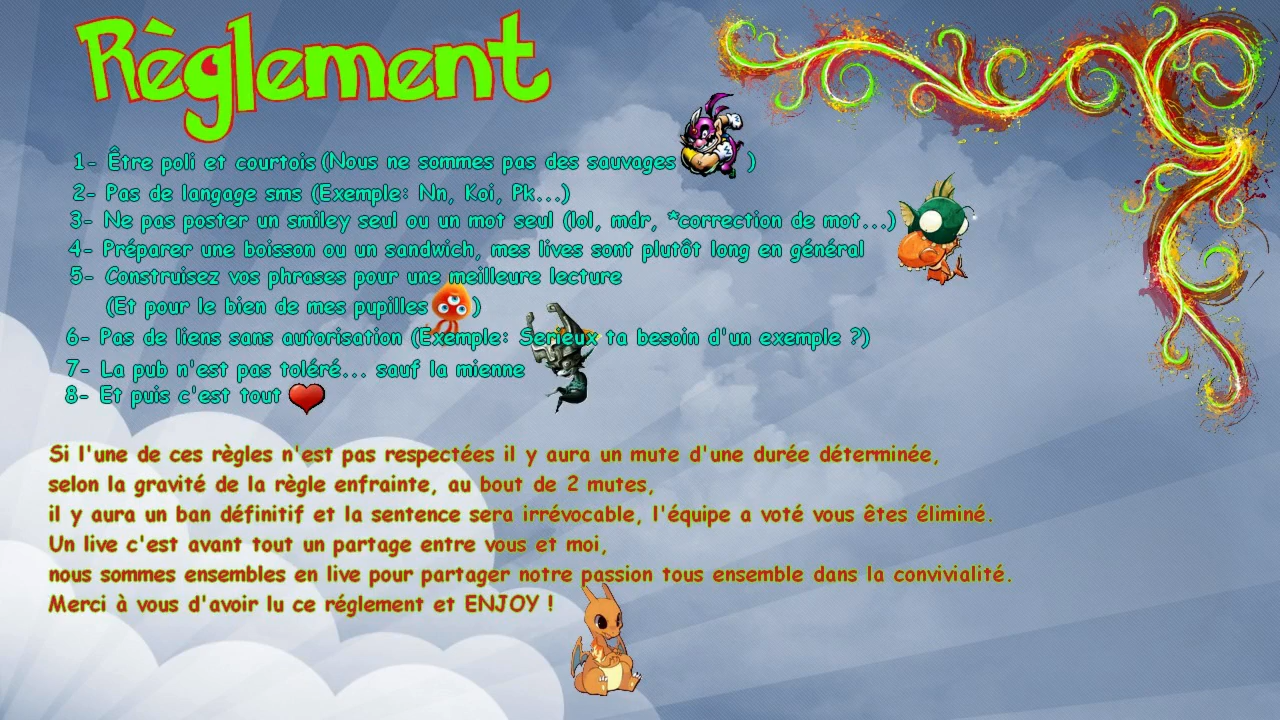 Règlement
1- Être poli et courtois (Nous ne sommes pas des sauvages )
2- Pas de langage sms (Exemple: Nn, Koi, Pk...)
3- Ne pas poster un smiley seul ou un mot seul (lol, mdr, *correction de mot...)
4- Préparer une boisson ou un sandwich, mes lives sont plutôt long en général
5- Construisez vos phrases pour une meilleure lecture
(Et pour le bien de mes pupilles )
6- Pas de liens sans autorisation (Exemple: Serieux ta besoin d'un exemple ?)
7- La pub n'est pas toléré... sauf la mienne
8- Et puis c'est tout
Si l'une de ces règles n'est pas respectées il y aura un mute d'une durée déterminée,
selon la gravité de la règle enfrainte, au bout de 2 mutes,
il y aura un ban définitif et la sentence sera irrévocable, l'équipe a voté vous êtes éliminé.
Un live c'est avant tout un partage entre vous et moi,
nous sommes ensembles en live pour partager notre passion tous ensemble dans la convivialité.
Merci à vous d'avoir lu ce réglement et ENJOY !